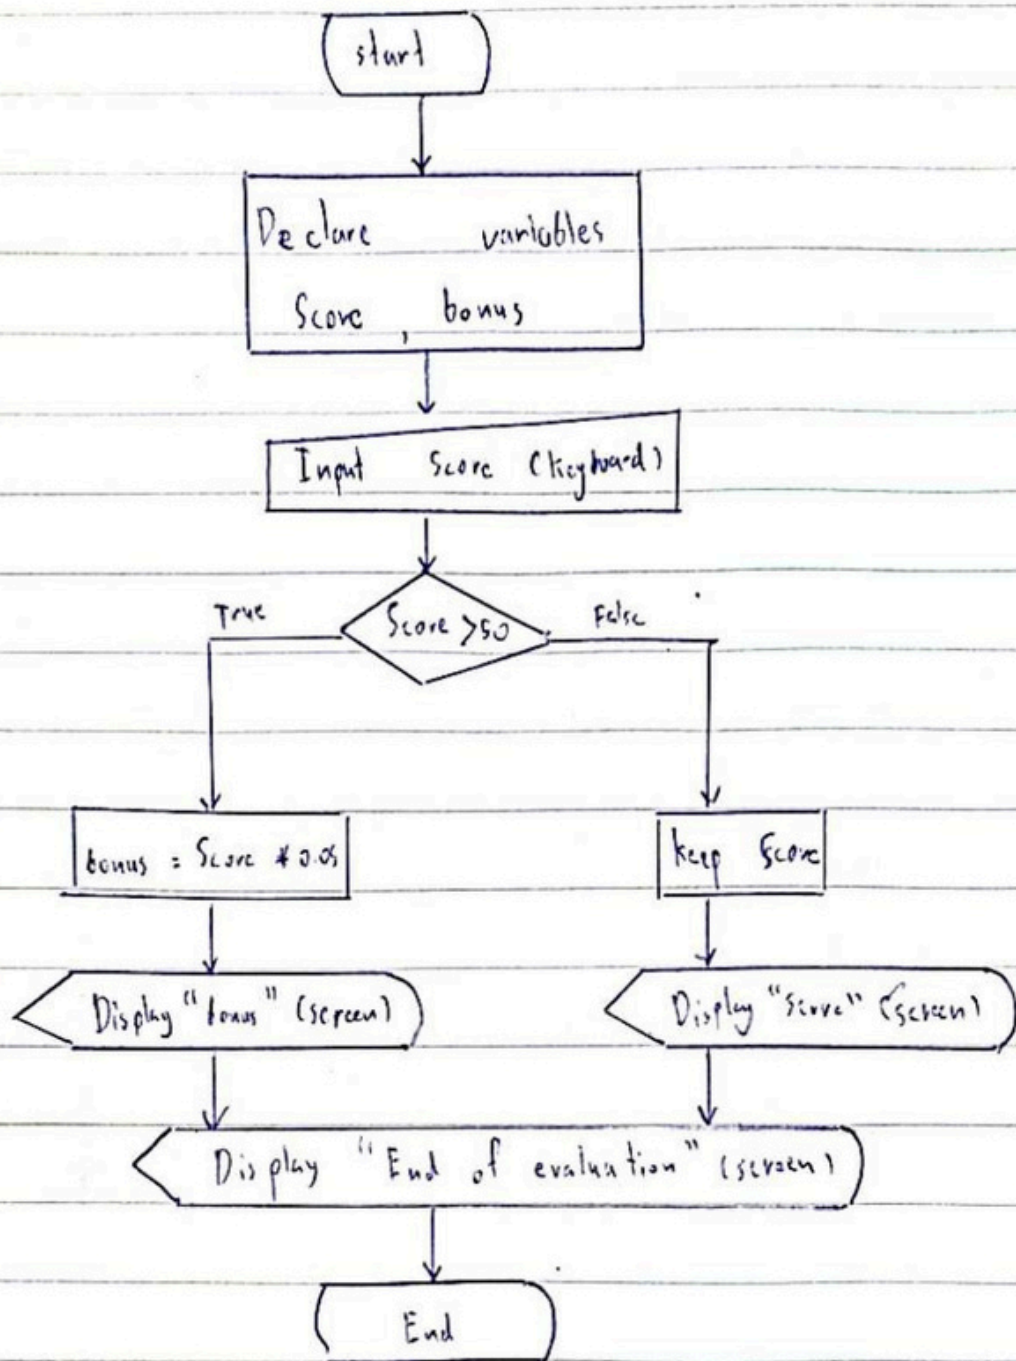 start
Declare variables
Score , bonus
Input Score (keyboard)
Score >50
True
False
bonus = Score * 0.05
keep Score
Display "bonus" (screen)
Display "Score" (screen)
Display "End of evaluation" (screen)
End